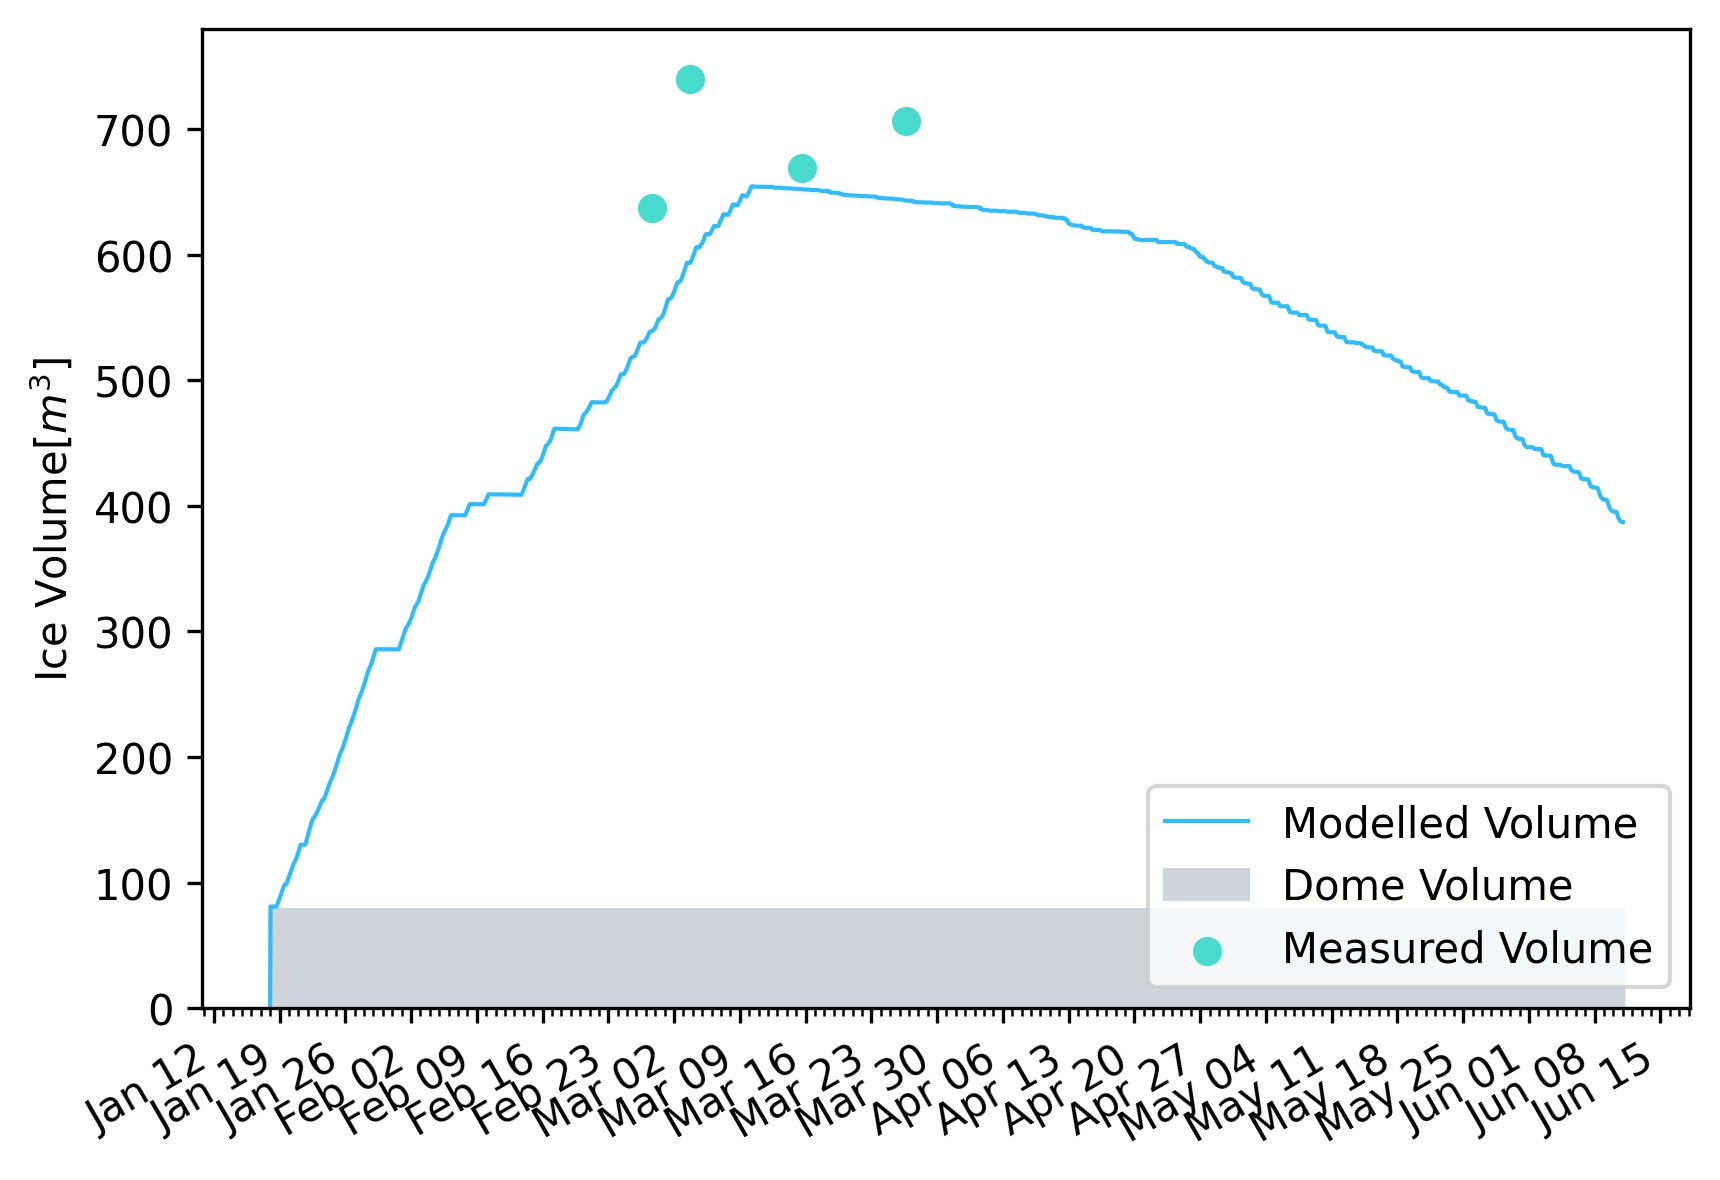 Ice Volume[m³]
700
600
500
400
300
200
100
0
Modelled Volume
Dome Volume
Measured Volume
Jan 12
Jan 19
Jan 26
Feb 02
Feb 09
Feb 16
Feb 23
Mar 02
Mar 09
Mar 16
Mar 23
Mar 30
Apr 06
Apr 13
Apr 20
Apr 27
May 04
May 11
May 18
May 25
Jun 01
Jun 08
Jun 15